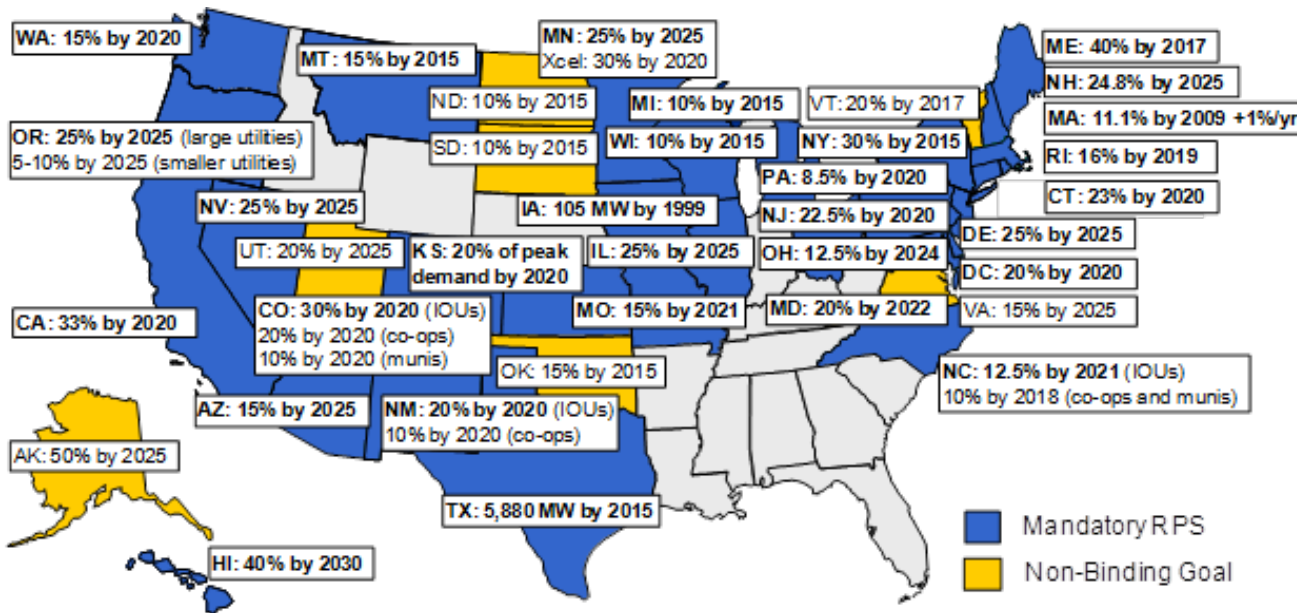 WA: 15% by 2020
MT: 15% by 2015
MN: 25% by 2025
Xcel: 30% by 2020
ME: 40% by 2017
NH: 24.8% by 2025
ND: 10% by 2015
MI: 10% by 2015
VT: 20% by 2017
MA: 11.1% by 2009 +1%/yr
OR: 25% by 2025 (large utilities)
5-10% by 2025 (smaller utilities)
SD: 10% by 2015
WI: 10% by 2015
NY: 30% by 2015
RI: 16% by 2019
PA: 8.5% by 2020
CT: 23% by 2020
NV: 25% by 2025
IA: 105 MW by 1999
NJ: 22.5% by 2020
DE: 25% by 2025
UT: 20% by 2025
KS: 20% of peak
demand by 2020
IL: 25% by 2025
OH: 12.5% by 2024
DC: 20% by 2020
CA: 33% by 2020
CO: 30% by 2020 (IOUs)
20% by 2020 (co-ops)
10% by 2020 (munis)
MO: 15% by 2021
MD: 20% by 2022
VA: 15% by 2025
OK: 15% by 2015
NC: 12.5% by 2021 (IOUs)
10% by 2018 (co-ops and munis)
AZ: 15% by 2025
NM: 20% by 2020 (IOUs)
10% by 2020 (co-ops)
AK: 50% by 2025
TX: 5,880 MW by 2015
HI: 40% by 2030
Mandatory RPS
Non-Binding Goal